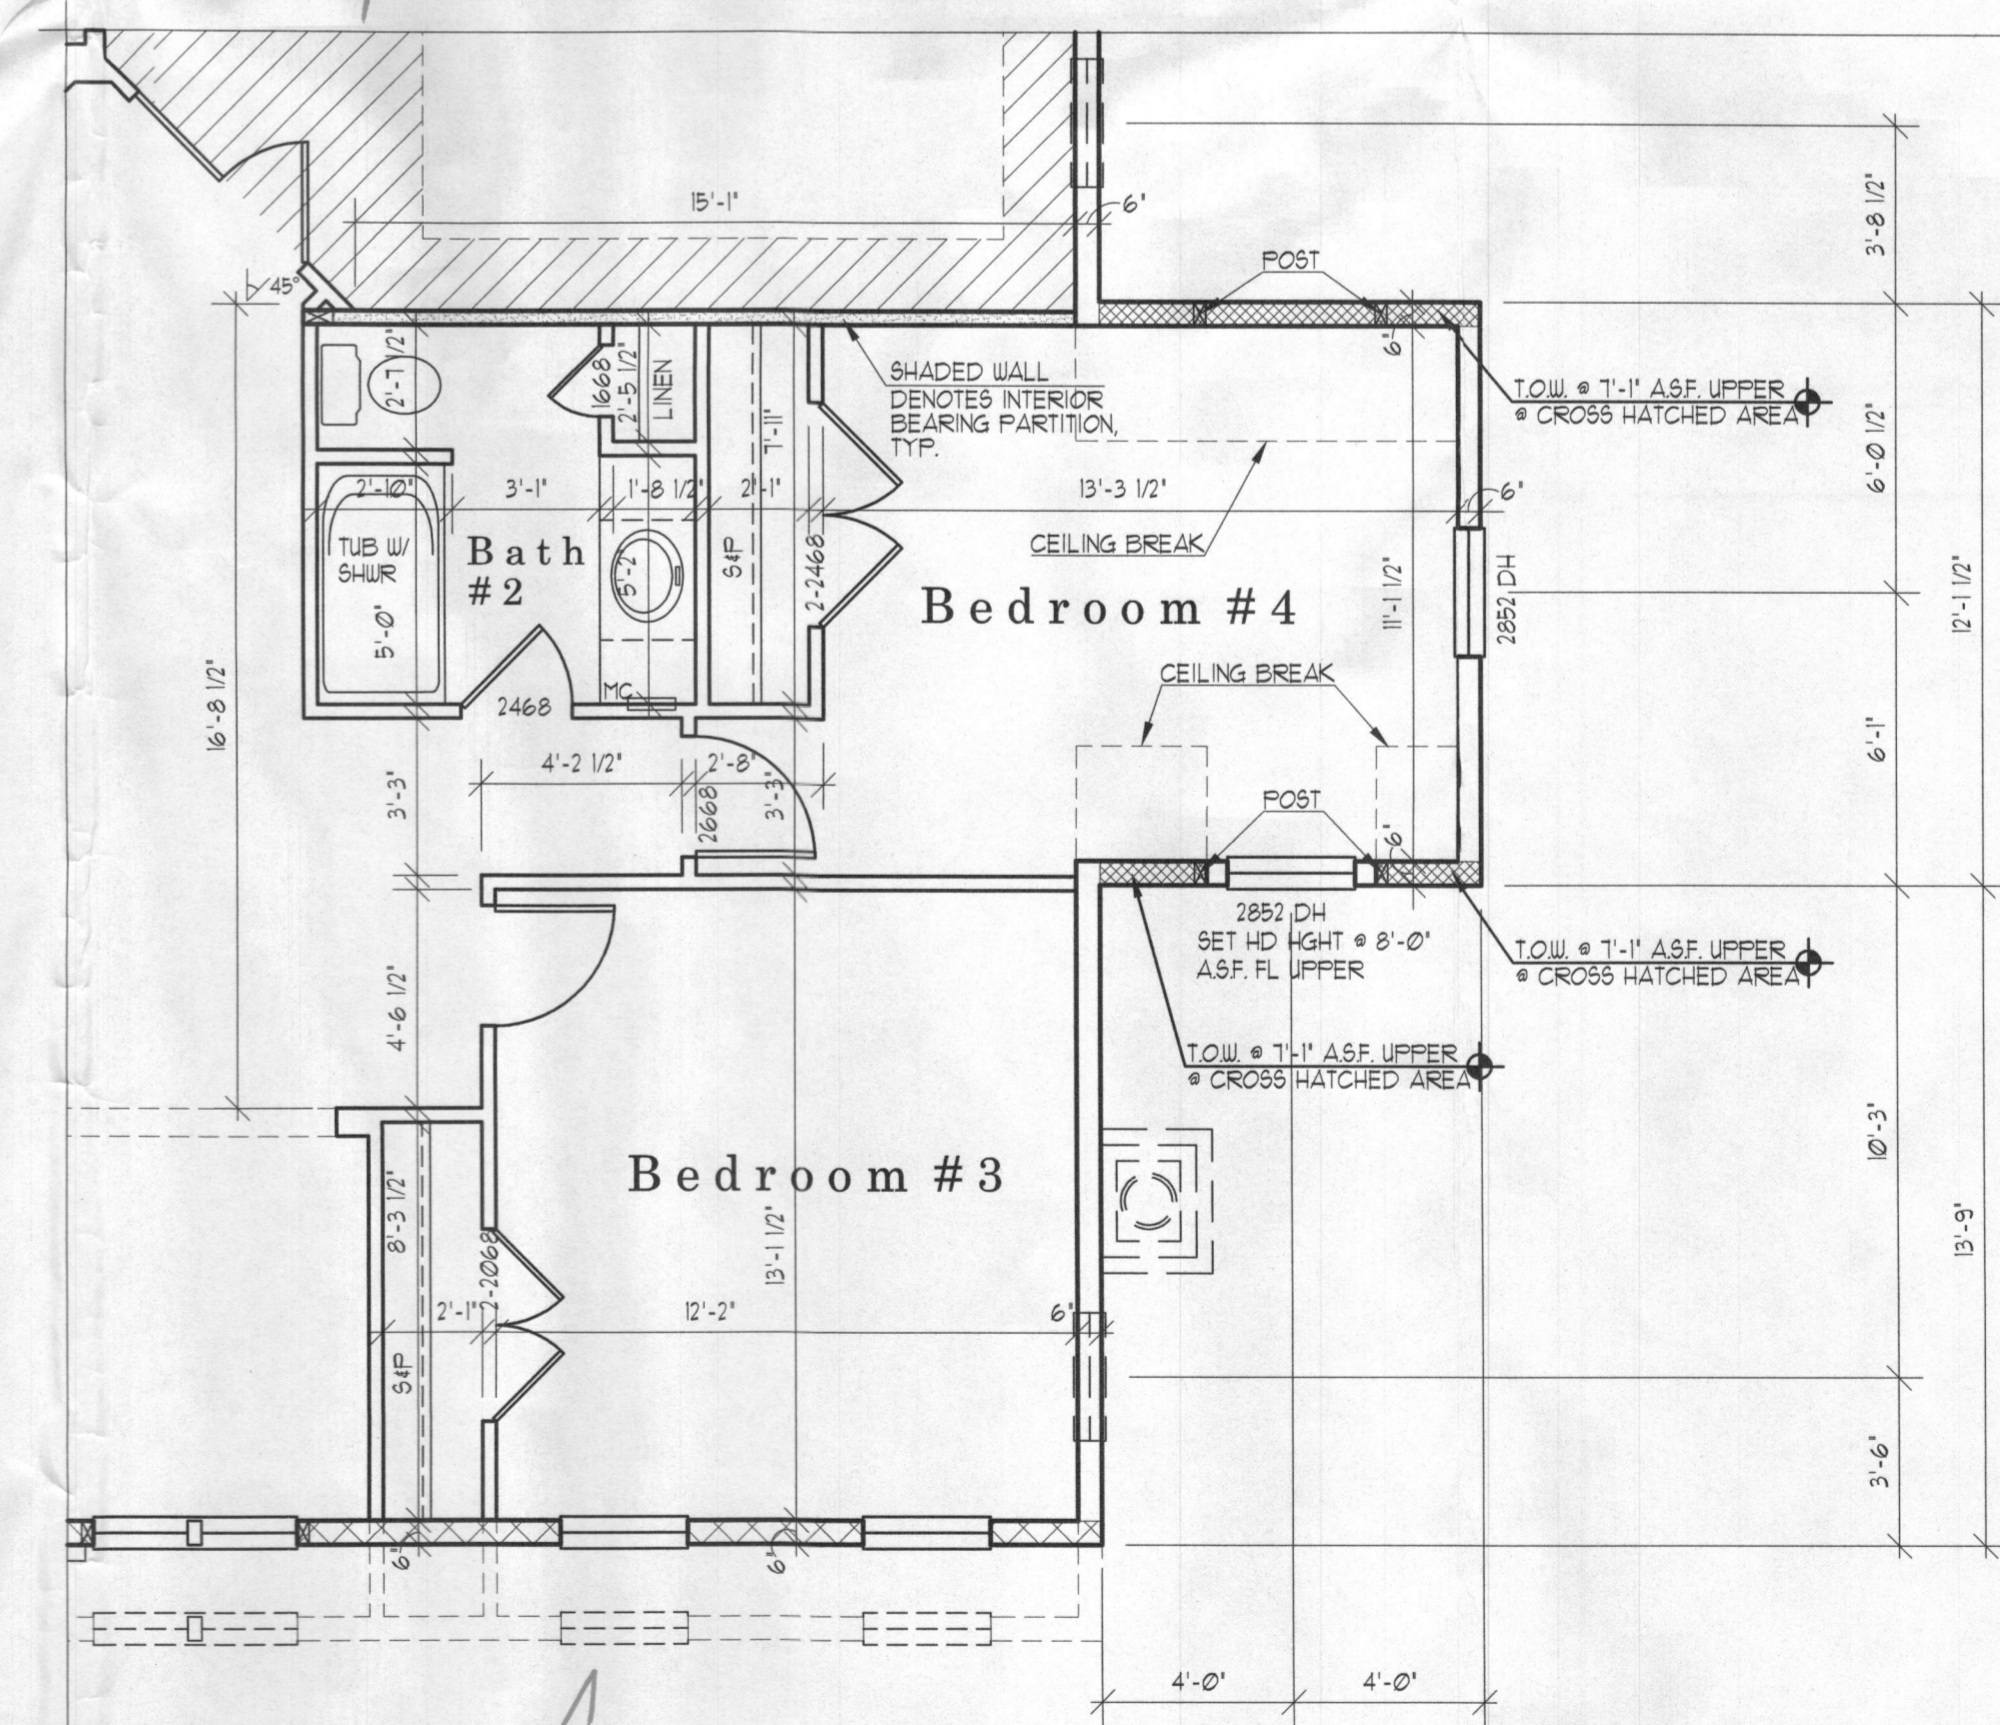 15'-1"
6"
3'-8 1/2"
POST
45°
6"
2'-7 1/2"
1668
2'-5 1/2"
LINEN
7'-11"
SHADED WALL
DENOTES INTERIOR
BEARING PARTITION,
TYP.
T.O.W. @ 7'-1" A.S.F. UPPER
@ CROSS HATCHED AREA
6'-0 1/2"
2'-10"
3'-1"
1'-8 1/2"
2'-1"
13'-3 1/2"
6"
CEILING BREAK
TUB W/
SHWR
5'-0"
Bath
#2
5'-2"
S&P
2-2468
Bedroom #4
11'-1 1/2"
2852 DH
12'-1 1/2"
16'-8 1/2"
MC
2468
CEILING BREAK
4'-2 1/2"
2'-8"
3'-3"
2668
3'-3"
6'-1"
POST
6"
2852 DH
SET HD HGHT @ 8'-0"
A.S.F. FL UPPER
T.O.W. @ 7'-1" A.S.F. UPPER
@ CROSS HATCHED AREA
4'-6 1/2"
T.O.W. @ 7'-1" A.S.F. UPPER
@ CROSS HATCHED AREA
Bedroom #3
8'-3 1/2"
2-2068
13'-1 1/2"
10'-3"
13'-9"
2'-1"
12'-2"
6"
S&P
3'-6"
6"
6"
4'-0"
4'-0"